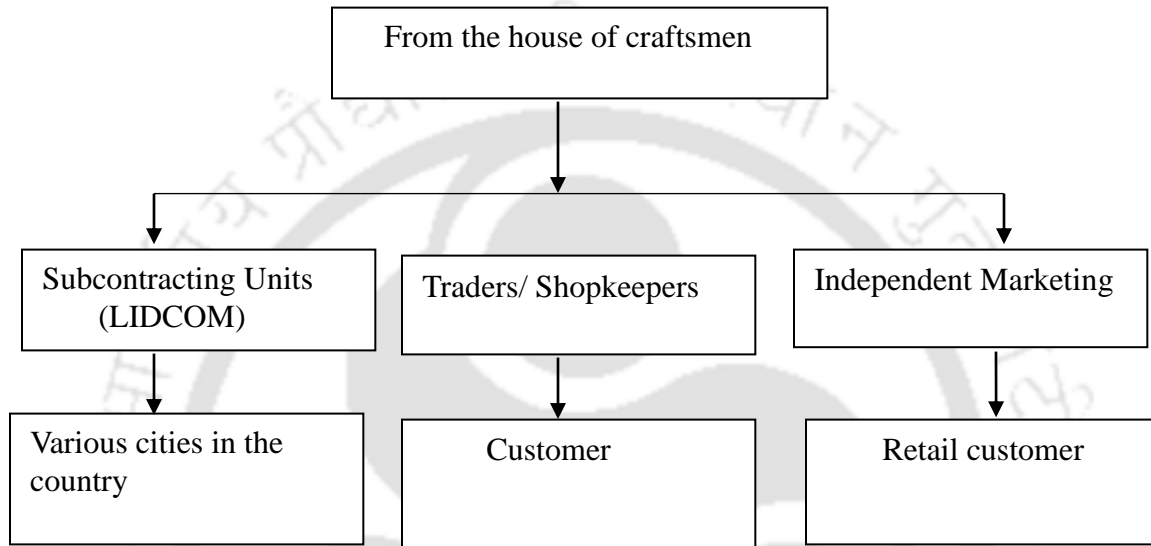 From the house of craftsmen
Subcontracting Units
(LIDCOM)
Traders/ Shopkeepers
Independent Marketing
Various cities in the
country
Customer
Retail customer